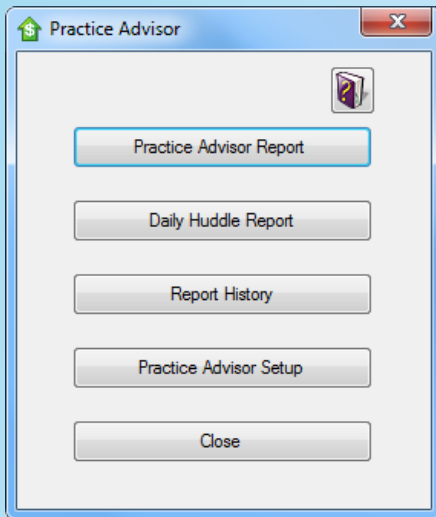 Practice Advisor
Practice Advisor Report
Daily Huddle Report
Report History
Practice Advisor Setup
Close